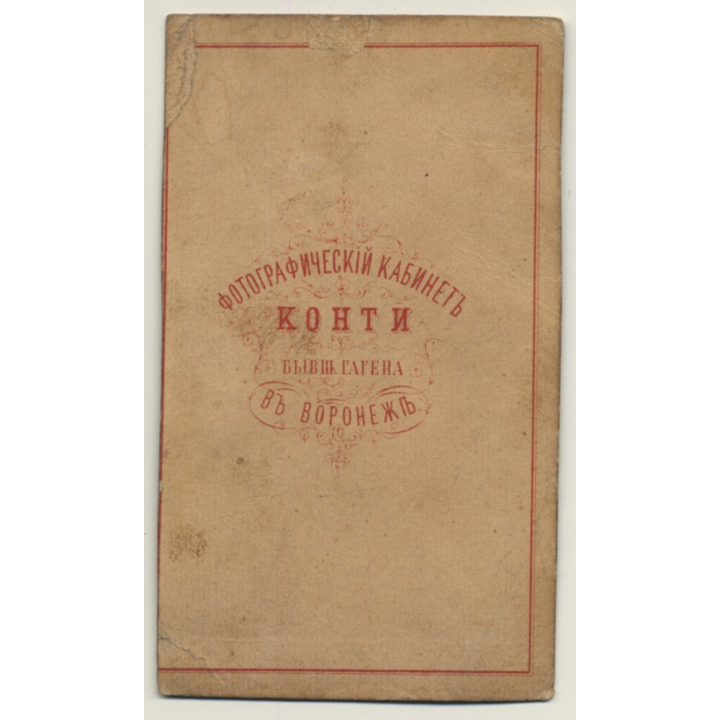 ФОТОГРАФИЧЕСКІЙ КАБИНЕТЪ
КОНТИ
БЫВШ. ГАГЕНА
ВЪ ВОРОНЕЖѢ.